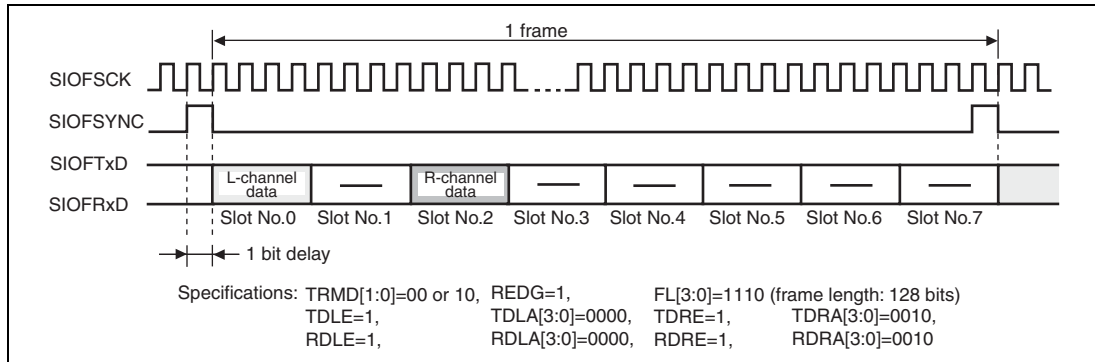 1 frame
SIOFSCK
SIOFSYNC
SIOFTxD
SIOFRxD
L-channel
data
R-channel
data
Slot No.0 Slot No.1 Slot No.2 Slot No.3 Slot No.4 Slot No.5 Slot No.6 Slot No.7
1 bit delay
Specifications: TRMD[1:0]=00 or 10, REDG=1, FL[3:0]=1110 (frame length: 128 bits)
TDLE=1, TDLA[3:0]=0000, TDRE=1, TDRA[3:0]=0010,
RDLE=1, RDLA[3:0]=0000, RDRE=1, RDRA[3:0]=0010